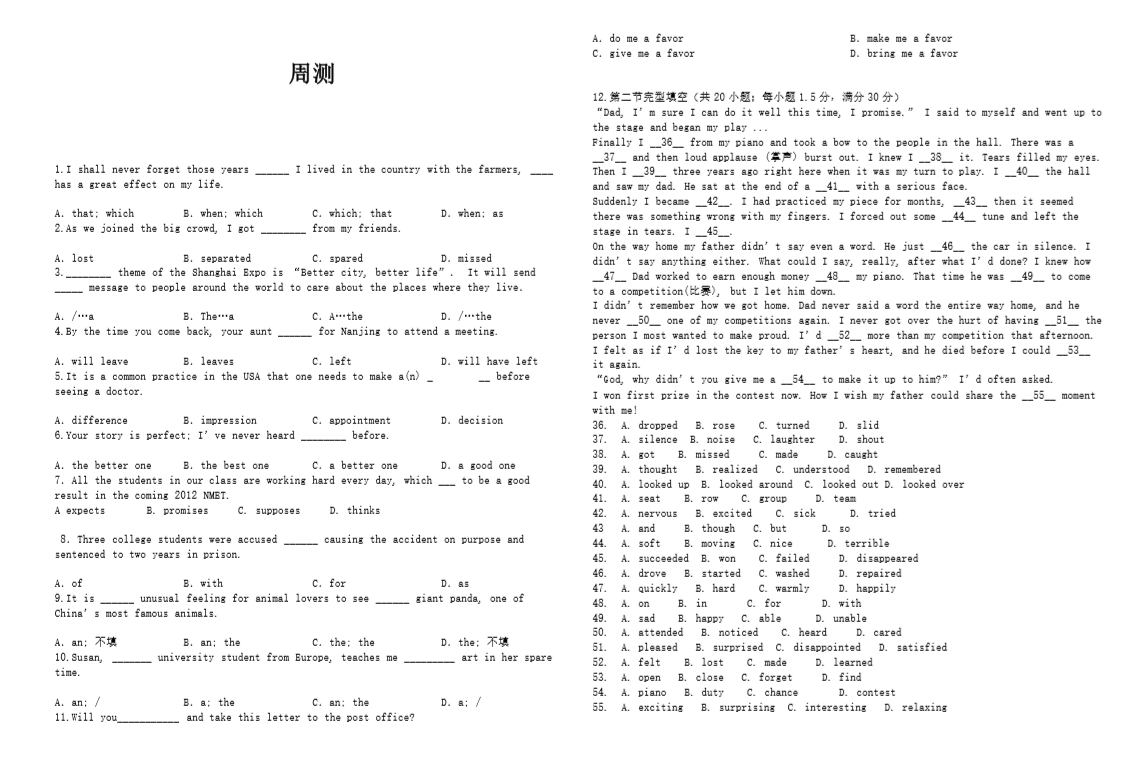 周测
1.I shall never forget those years ______ I lived in the country with the farmers, ____
has a great effect on my life.
A. that; which B. when; which C. which; that D. when; as
2.As we joined the big crowd, I got ________ from my friends.
A. lost B. separated C. spared D. missed
3.________ theme of the Shanghai Expo is “Better city, better life”. It will send
_____ message to people around the world to care about the places where they live.
A. /…a B. The…a C. A…the D. /…the
4.By the time you come back, your aunt ______ for Nanjing to attend a meeting.
A. will leave B. leaves C. left D. will have left
5.It is a common practice in the USA that one needs to make a(n) _ __ before
seeing a doctor.
A. difference B. impression C. appointment D. decision
6.Your story is perfect; I’ve never heard ________ before.
A. the better one B. the best one C. a better one D. a good one
7. All the students in our class are working hard every day, which ___ to be a good
result in the coming 2012 NMET.
A expects B. promises C. supposes D. thinks
8. Three college students were accused ______ causing the accident on purpose and
sentenced to two years in prison.
A. of B. with C. for D. as
9.It is ______ unusual feeling for animal lovers to see ______ giant panda, one of
China’s most famous animals.
A. an; 不填 B. an; the C. the; the D. the; 不填
10.Susan, _______ university student from Europe, teaches me _________ art in her spare
time.
A. an; / B. a; the C. an; the D. a; /
11.Will you___________ and take this letter to the post office?
A. do me a favor B. make me a favor
C. give me a favor D. bring me a favor
12.第二节完型填空（共 20 小题；每小题 1.5 分，满分 30 分）
“Dad, I’m sure I can do it well this time, I promise.” I said to myself and went up to
the stage and began my play ...
Finally I __36__ from my piano and took a bow to the people in the hall. There was a
__37__ and then loud applause (掌声) burst out. I knew I __38__ it. Tears filled my eyes.
Then I __39__ three years ago right here when it was my turn to play. I __40__ the hall
and saw my dad. He sat at the end of a __41__ with a serious face.
Suddenly I became __42__. I had practiced my piece for months, __43__ then it seemed
there was something wrong with my fingers. I forced out some __44__ tune and left the
stage in tears. I __45__.
On the way home my father didn’t say even a word. He just __46__ the car in silence. I
didn’t say anything either. What could I say, really, after what I’d done? I knew how
__47__ Dad worked to earn enough money __48__ my piano. That time he was __49__ to come
to a competition(比赛), but I let him down.
I didn’t remember how we got home. Dad never said a word the entire way home, and he
never __50__ one of my competitions again. I never got over the hurt of having __51__ the
person I most wanted to make proud. I’d __52__ more than my competition that afternoon.
I felt as if I’d lost the key to my father’s heart, and he died before I could __53__
it again.
“God, why didn’t you give me a __54__ to make it up to him?” I’d often asked.
I won first prize in the contest now. How I wish my father could share the __55__ moment
with me!
36. A. dropped B. rose C. turned D. slid
37. A. silence B. noise C. laughter D. shout
38. A. got B. missed C. made D. caught
39. A. thought B. realized C. understood D. remembered
40. A. looked up B. looked around C. looked out D. looked over
41. A. seat B. row C. group D. team
42. A. nervous B. excited C. sick D. tried
43 A. and B. though C. but D. so
44. A. soft B. moving C. nice D. terrible
45. A. succeeded B. won C. failed D. disappeared
46. A. drove B. started C. washed D. repaired
47. A. quickly B. hard C. warmly D. happily
48. A. on B. in C. for D. with
49. A. sad B. happy C. able D. unable
50. A. attended B. noticed C. heard D. cared
51. A. pleased B. surprised C. disappointed D. satisfied
52. A. felt B. lost C. made D. learned
53. A. open B. close C. forget D. find
54. A. piano B. duty C. chance D. contest
55. A. exciting B. surprising C. interesting D. relaxing